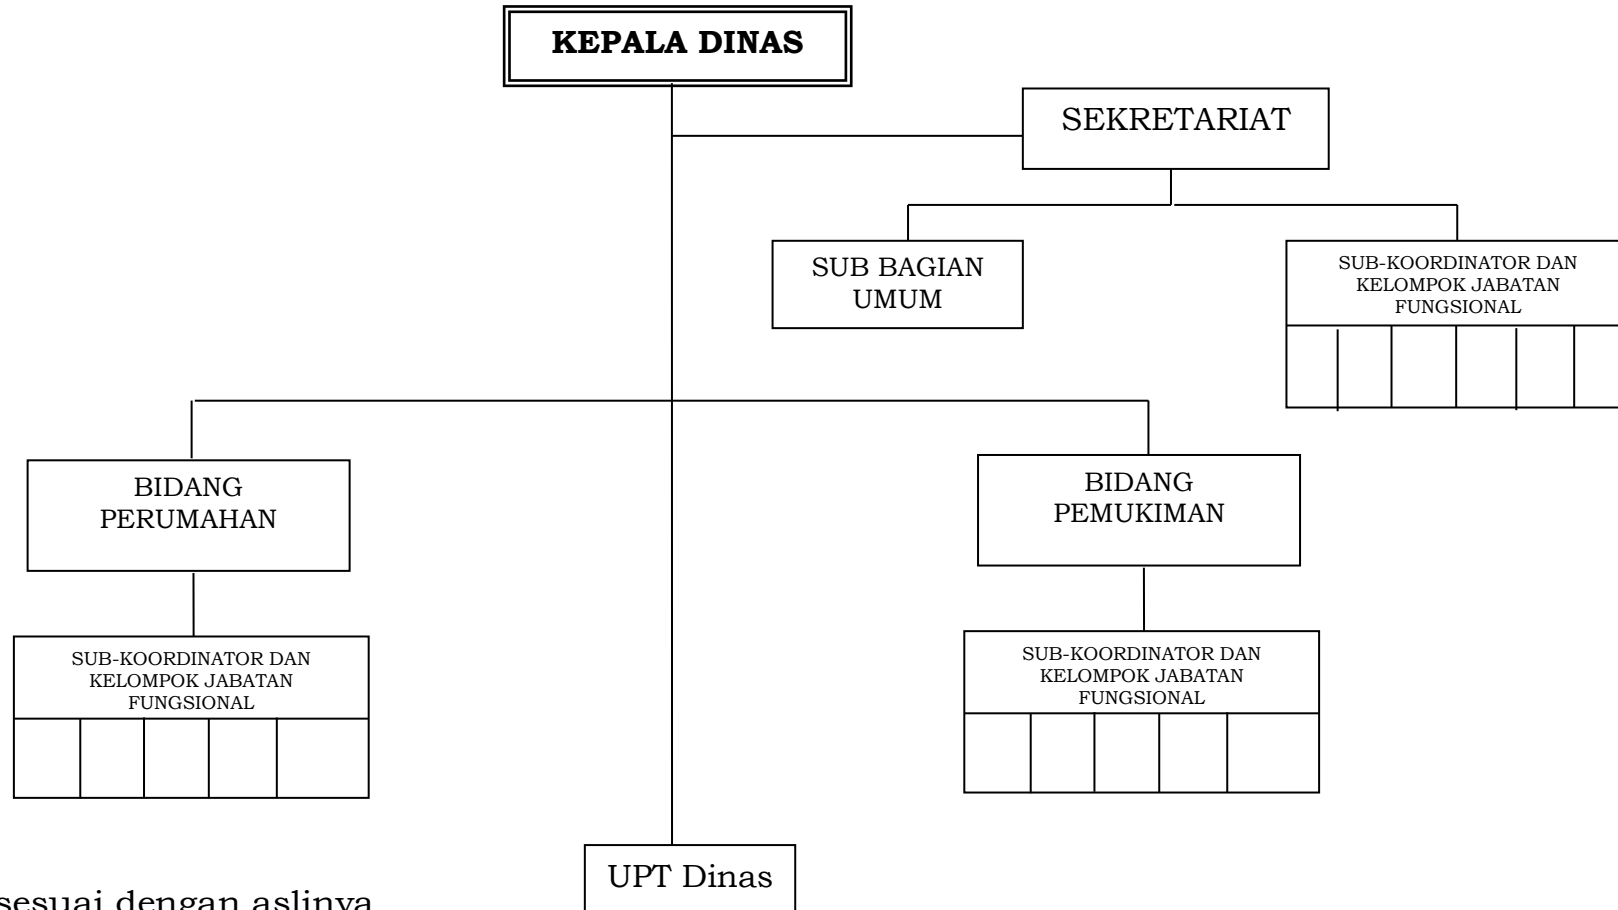 KEPALA DINAS
SEKRETARIAT
SUB BAGIAN
UMUM
SUB-KOORDINATOR DAN
KELOMPOK JABATAN
FUNGSIONAL
BIDANG
PERUMAHAN
BIDANG
PEMUKIMAN
SUB-KOORDINATOR DAN
KELOMPOK JABATAN
FUNGSIONAL
SUB-KOORDINATOR DAN
KELOMPOK JABATAN
FUNGSIONAL
UPT Dinas
sesuai dengan aslinya